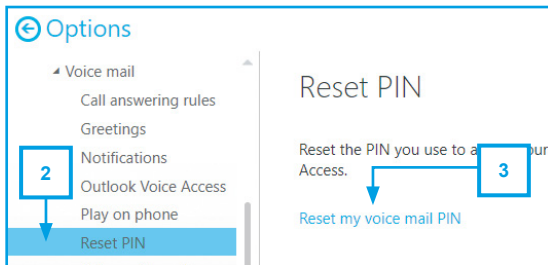 Options
Voice mail
Call answering rules
Greetings
Notifications
Outlook Voice Access
Play on phone
Reset PIN
2
Reset PIN
Reset the PIN you use to
Access.
3
Reset my voice mail PIN